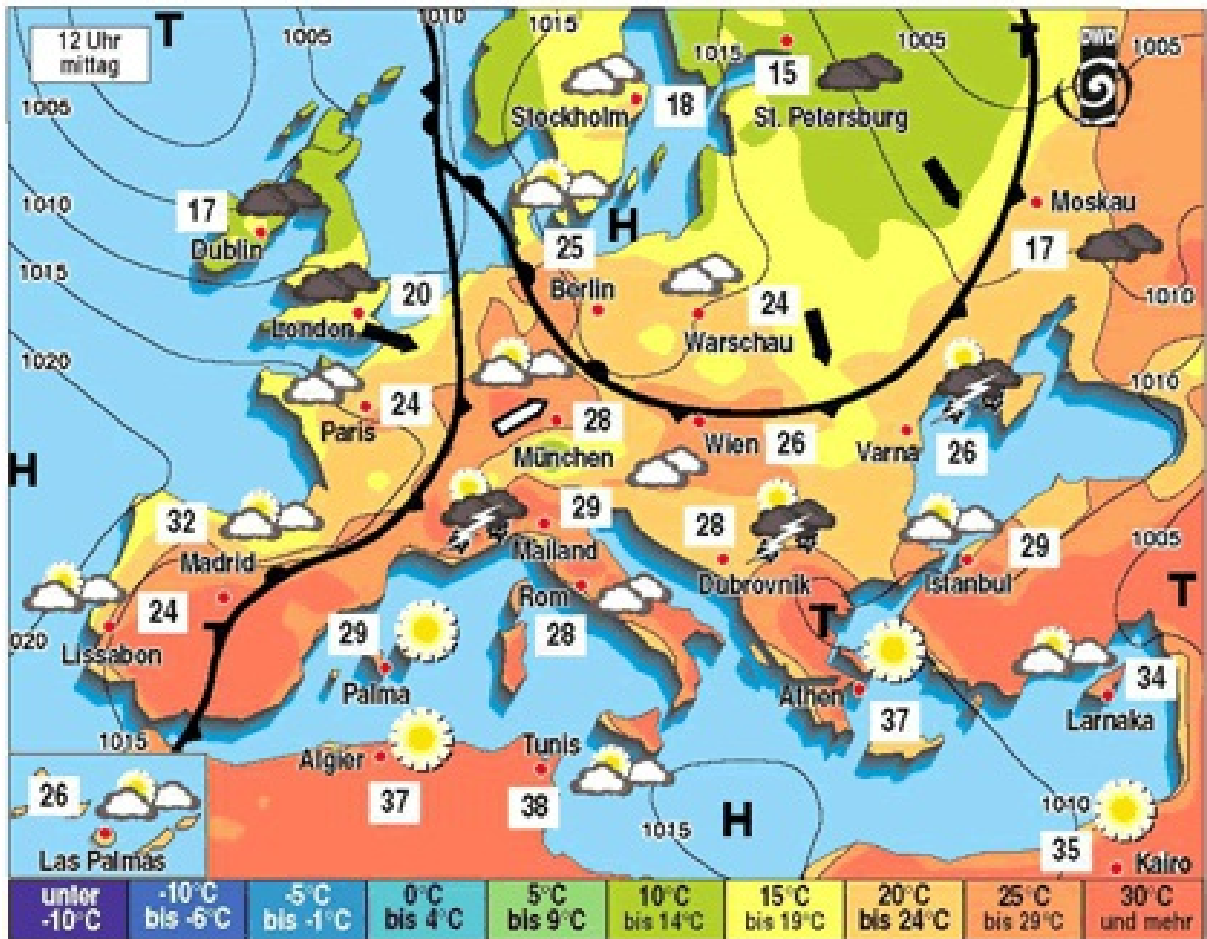 12 Uhr
mittag
T
1005
1010
1015
1015
1005
T
DWD
1005
15
Stockholm
18
St. Petersburg
1005
1010
17
Dublin
H
Moskau
17
1015
25
Berlin
20
London
24
Warschau
1010
1020
24
Paris
28
München
Wien
26
Varna
26
1010
H
32
Madrid
29
Mailand
28
Dubrovnik
29
Istanbul
1005
T
24
Lissabon
1020
T
29
Palma
Rom
28
T
Athen
37
34
Larnaka
1015
Algier
37
Tunis
38
26
Las Palmas
1015
H
1010
35
Kairo
unter
-10°C
-10°C
bis -6°C
-5°C
bis -1°C
0°C
bis 4°C
5°C
bis 9°C
10°C
bis 14°C
15°C
bis 19°C
20°C
bis 24°C
25°C
bis 29°C
30°C
und mehr